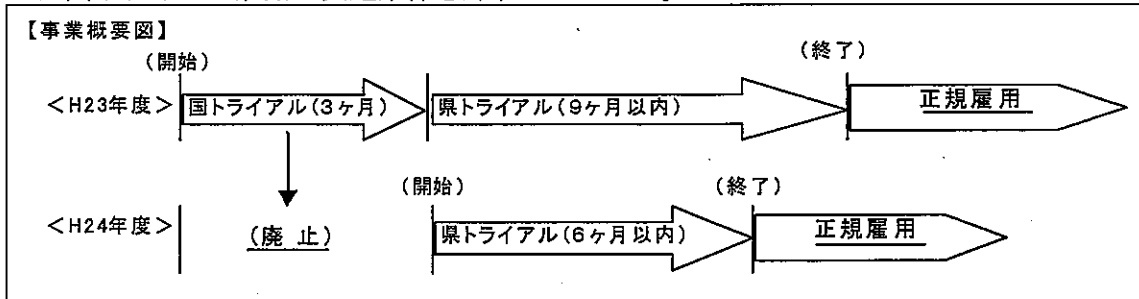 【事業概要図】
(開始)
(終了)
<H23年度>
国トライアル(3ヶ月)
県トライアル(9ヶ月以内)
正規雇用
(開始)
(終了)
<H24年度>
(廃 止)
県トライアル(6ヶ月以内)
正規雇用